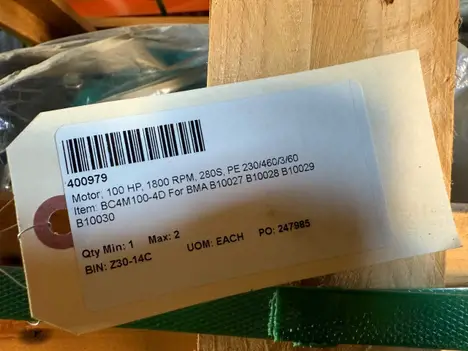 400979
Motor, 100 HP, 1800 RPM, 280S, PE 230/460/3/60
Item: BC4M100-4D For BMA B10027 B10028 B10029
B10030
Qty Min: 1 Max: 2 UOM: EACH PO: 247985
BIN: Z30-14C